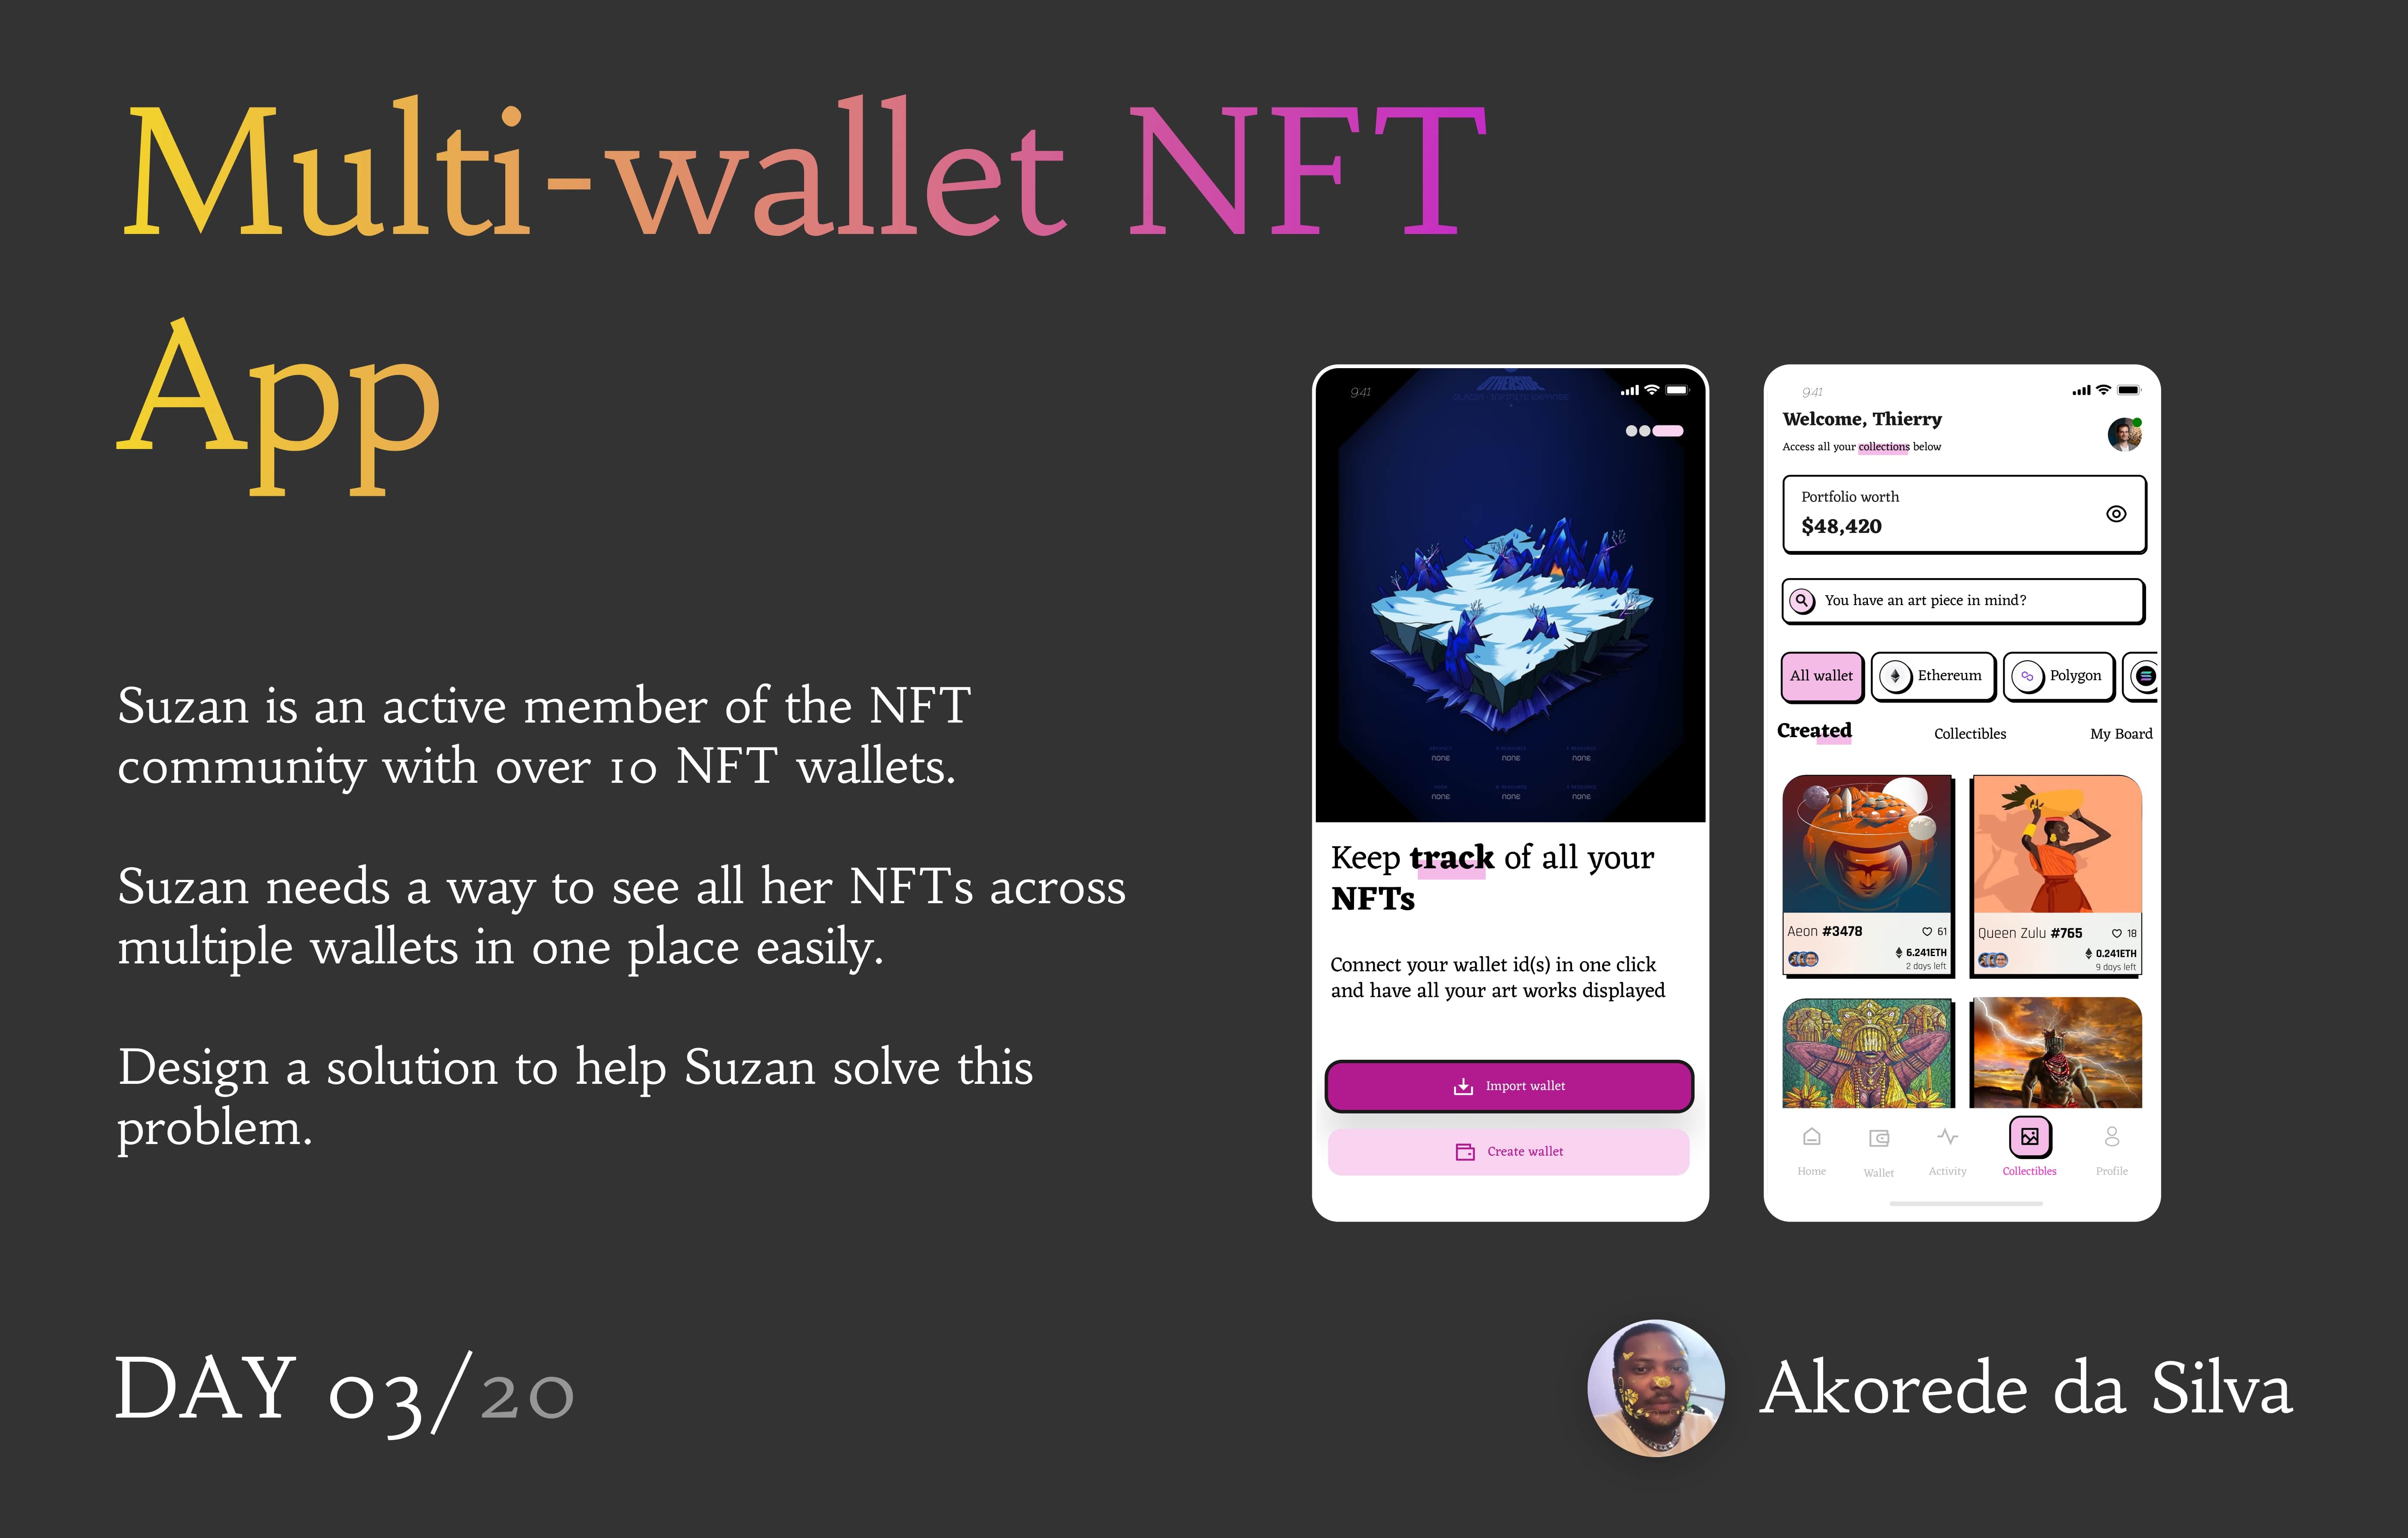 Multi-wallet NFT
App
Suzan is an active member of the NFT
community with over 10 NFT wallets.
Suzan needs a way to see all her NFTs across
multiple wallets in one place easily.
Design a solution to help Suzan solve this
problem.
9:41
OTHERSIDE
none none none
none none none
Keep track of all your
NFTs
Connect your wallet id(s) in one click
and have all your art works displayed
Import wallet
Create wallet
9:41
Welcome, Thierry
Access all your collections below
Portfolio worth
$48,420
You have an art piece in mind?
All wallet Ethereum Polygon
Created Collectibles My Board
Aeon #3478 61
6.241ETH
2 days left
Queen Zulu #765 18
0.241ETH
9 days left
Home Wallet Activity Collectibles Profile
DAY 03/20
Akorede da Silva